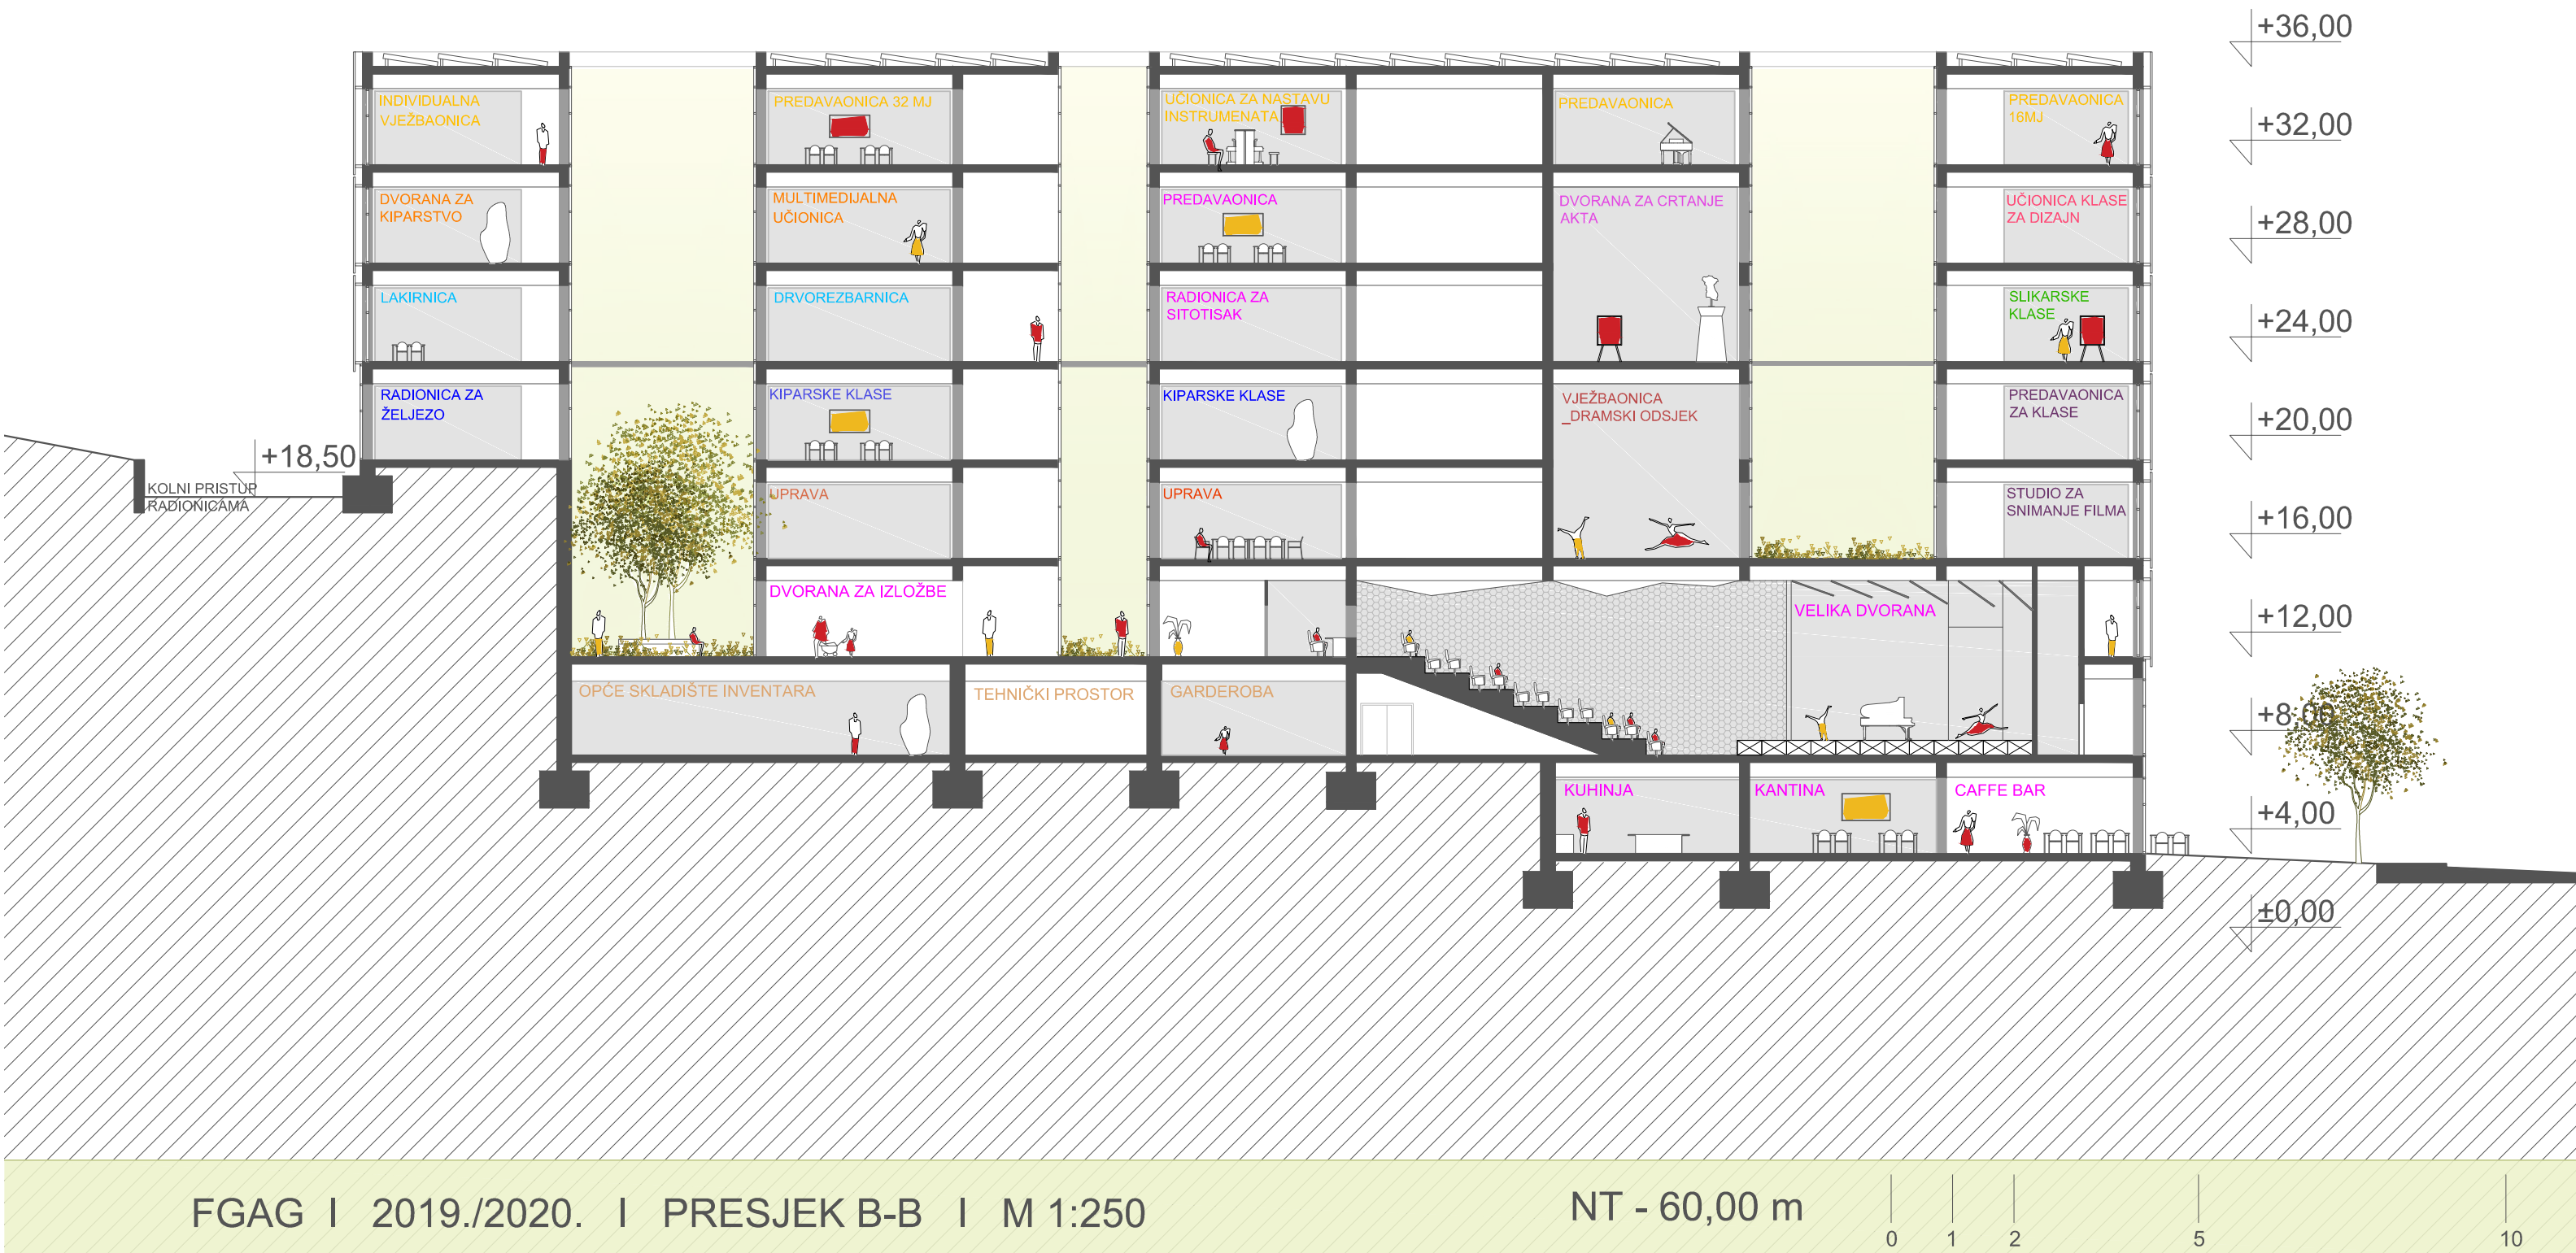 +36,00
INDIVIDUALNA
VJEŽBAONICA
PREDAVAONICA 32 MJ
UČIONICA ZA NASTAVU
INSTRUMENATA
PREDAVAONICA
PREDAVAONICA
16MJ
+32,00
DVORANA ZA
KIPARSTVO
MULTIMEDIJALNA
UČIONICA
PREDAVAONICA
DVORANA ZA CRTANJE
AKTA
UČIONICA KLASE
ZA DIZAJN
+28,00
LAKIRNICA
DRVOREZBARNICA
RADIONICA ZA
SITOTISAK
SLIKARSKE
KLASE
+24,00
RADIONICA ZA
ŽELJEZO
KIPARSKE KLASE
KIPARSKE KLASE
VJEŽBAONICA
_DRAMSKI ODSJEK
PREDAVAONICA
ZA KLASE
+20,00
+18,50
KOLNI PRISTUP
RADIONICAMA
UPRAVA
UPRAVA
STUDIO ZA
SNIMANJE FILMA
+16,00
DVORANA ZA IZLOŽBE
VELIKA DVORANA
+12,00
OPĆE SKLADIŠTE INVENTARA
TEHNIČKI PROSTOR
GARDEROBA
+8,00
KUHINJA
KANTINA
CAFFE BAR
+4,00
±0,00
FGAG I 2019./2020. I PRESJEK B-B I M 1:250
NT - 60,00 m
0 1 2 5 10